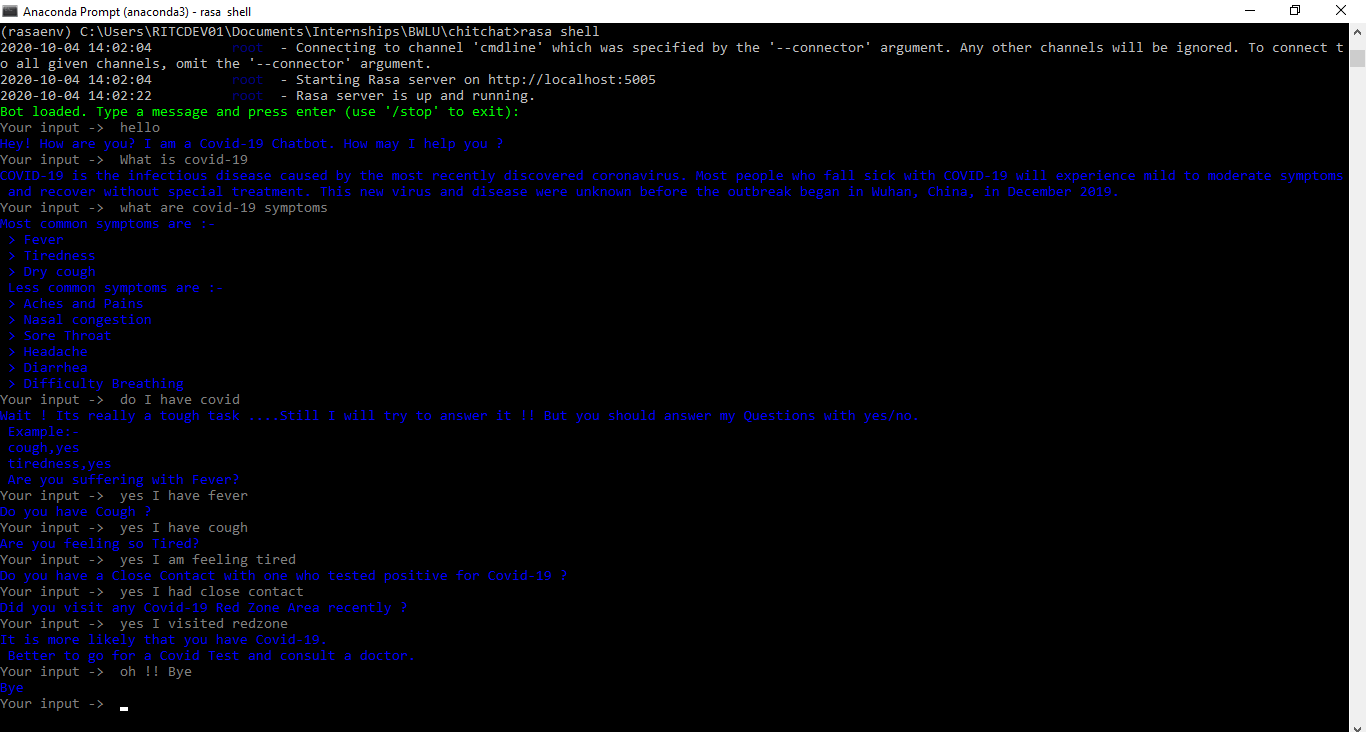 Anaconda Prompt (anaconda3) - rasa  shell
(rasaenv) C:\Users\RITCDEV01\Documents\Internships\BWLU\chitchat>rasa shell
2020-10-04 14:02:04          root  - Connecting to channel 'cmdline' which was specified by the '--connector' argument. Any other channels will be ignored. To connect t
o all given channels, omit the '--connector' argument.
2020-10-04 14:02:04          root  - Starting Rasa server on http://localhost:5005
2020-10-04 14:02:22          root  - Rasa server is up and running.
Bot loaded. Type a message and press enter (use '/stop' to exit):
Your input ->  hello
Hey! How are you? I am a Covid-19 Chatbot. How may I help you ?
Your input ->  What is covid-19
COVID-19 is the infectious disease caused by the most recently discovered coronavirus. Most people who fall sick with COVID-19 will experience mild to moderate symptoms
 and recover without special treatment. This new virus and disease were unknown before the outbreak began in Wuhan, China, in December 2019.
Your input ->  what are covid-19 symptoms
Most common symptoms are :-
 > Fever
 > Tiredness
 > Dry cough
 Less common symptoms are :-
 > Aches and Pains
 > Nasal congestion
 > Sore Throat
 > Headache
 > Diarrhea
 > Difficulty Breathing
Your input ->  do I have covid
Wait ! Its really a tough task ....Still I will try to answer it !! But you should answer my Questions with yes/no.
 Example:-
 cough,yes
 tiredness,yes
 Are you suffering with Fever?
Your input ->  yes I have fever
Do you have Cough ?
Your input ->  yes I have cough
Are you feeling so Tired?
Your input ->  yes I am feeling tired
Do you have a Close Contact with one who tested positive for Covid-19 ?
Your input ->  yes I had close contact
Did you visit any Covid-19 Red Zone Area recently ?
Your input ->  yes I visited redzone
It is more likely that you have Covid-19.
 Better to go for a Covid Test and consult a doctor.
Your input ->  oh !! Bye
Bye
Your input ->